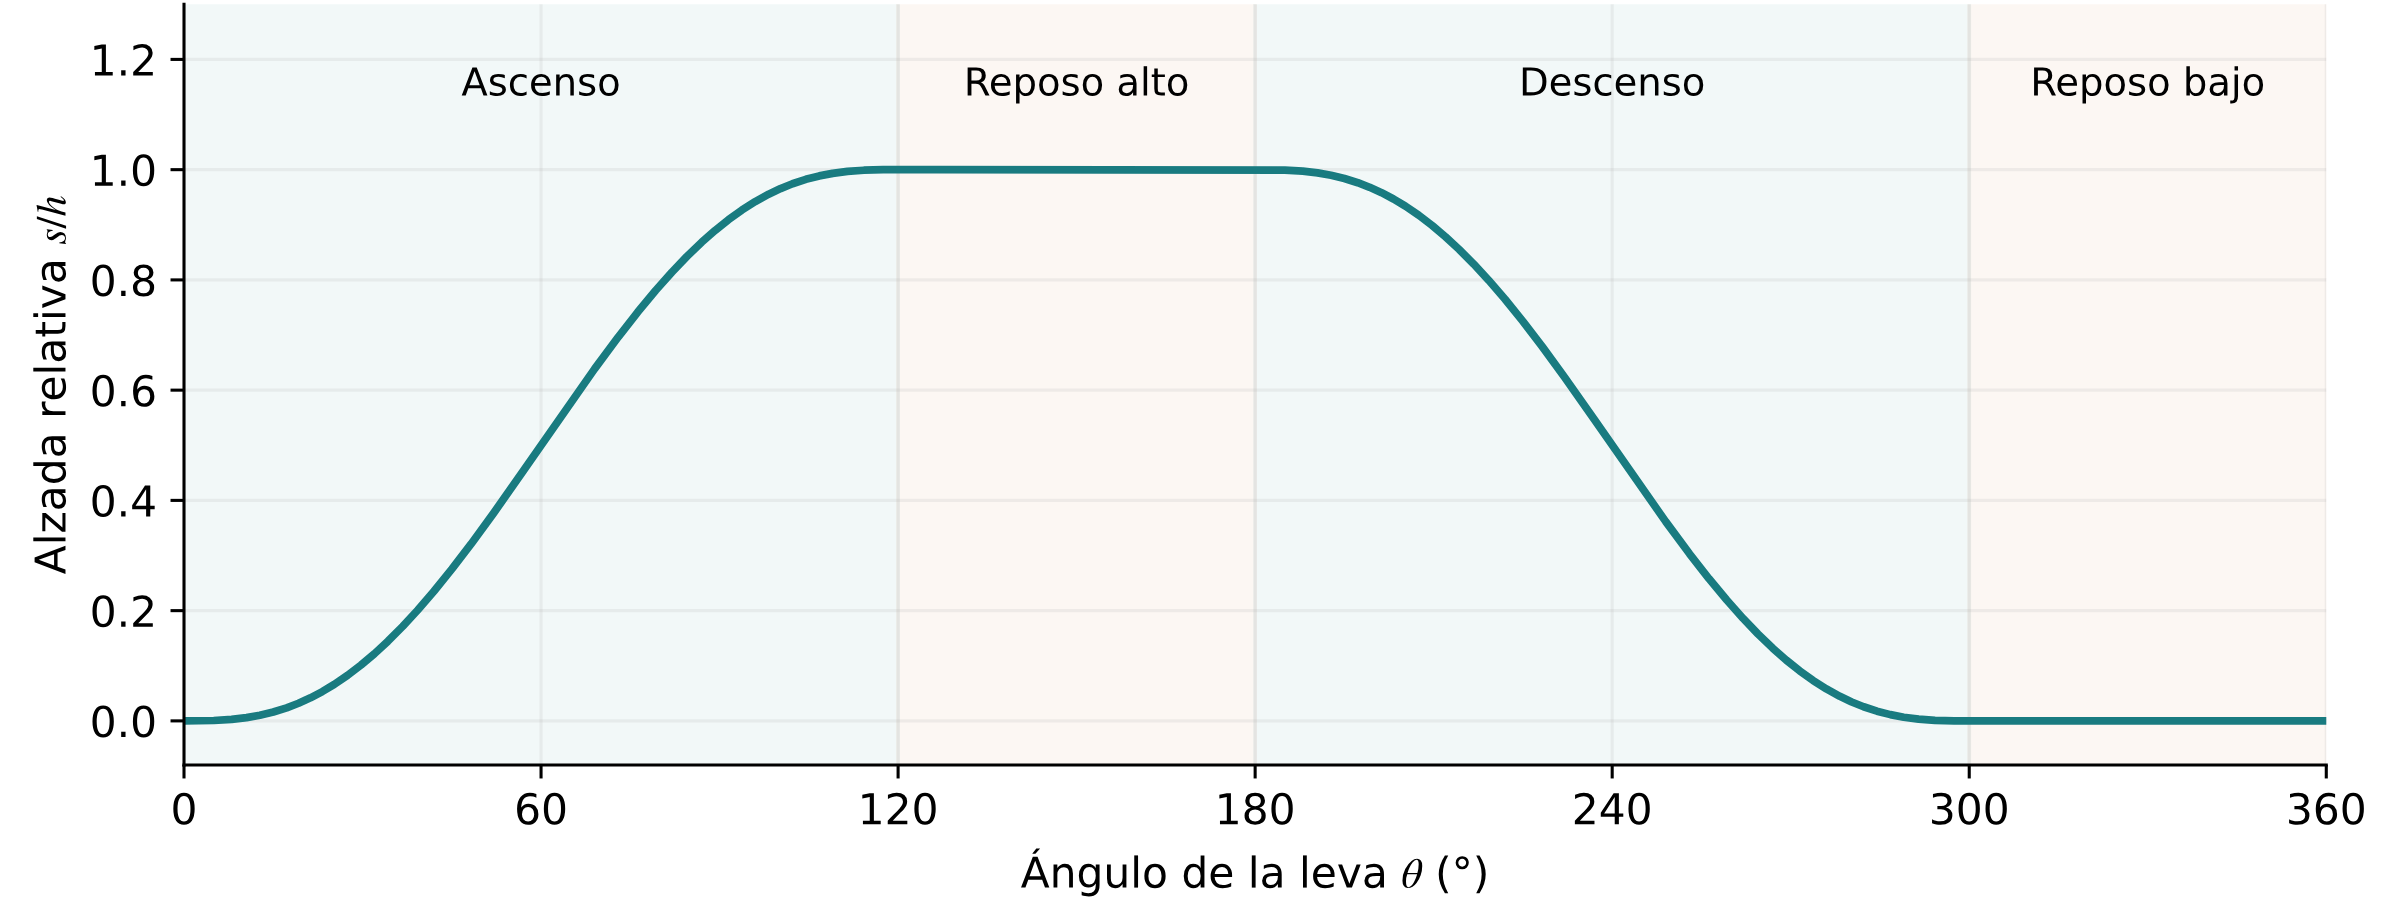 1.2
Ascenso
Reposo alto
Descenso
Reposo bajo
1.0
0.8
0.6
0.4
0.2
0.0
Alzada relativa s/h
0
60
120
180
240
300
360
Ángulo de la leva θ (°)